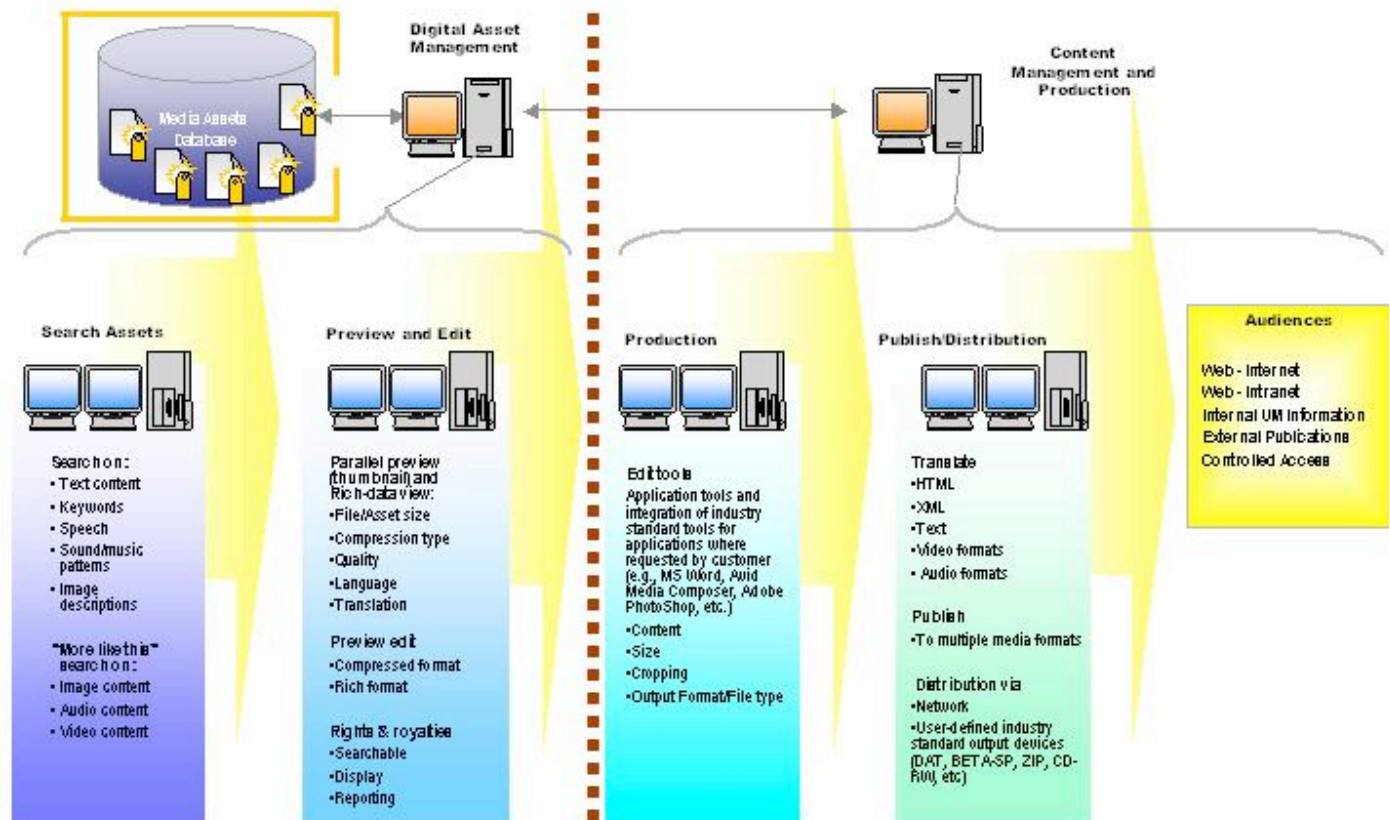 Digital Asset
Management
Content
Management and
Production
Media Assets
Database
Search Assets
Search on:
• Text content
• Keywords
• Speech
• Sound/music
patterns
• Image
descriptions
"More like this"
search on:
• Image content
• Audio content
• Video content
Preview and Edit
Parallel preview
(thumbnail) and
Rich-data view:
•File/Asset size
•Compression type
•Quality
•Language
•Translation
Preview edit
•Compressed format
•Rich format
Rights & royalties
•Searchable
•Display
•Reporting
Production
Edit tools
Application tools and
integration of industry
standard tools for
applications where
requested by customer
(e.g., MS Word, Avid
Media Composer, Adobe
PhotoShop, etc.)
•Content
•Size
•Cropping
•Output Format/File type
Publish/Distribution
Translate
•HTML
•XML
•Text
•Video formats
• Audio formats
Publish
•To multiple media formats
Distribution via
•Network
•User-defined industry
standard output devices
(DAT, BETA-SP, ZIP, CD-
RW, etc)
Audiences
Web - Internet
Web - Intranet
Internal UM Information
External Publications
Controlled Access